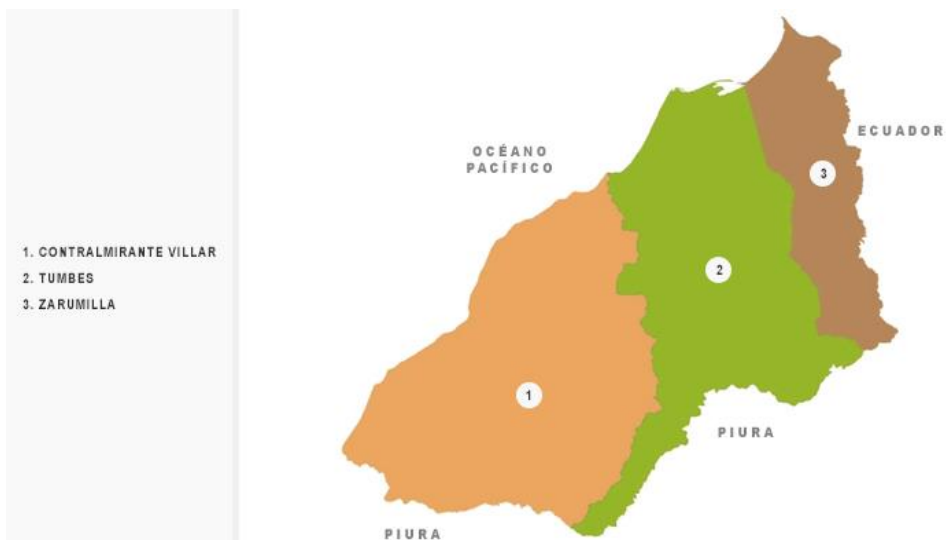 1. CONTRALMIRANTE VILLAR
2. TUMBES
3. ZARUMILLA
OCÉANO
PACÍFICO
ECUADOR
3
2
1
PIURA
PIURA